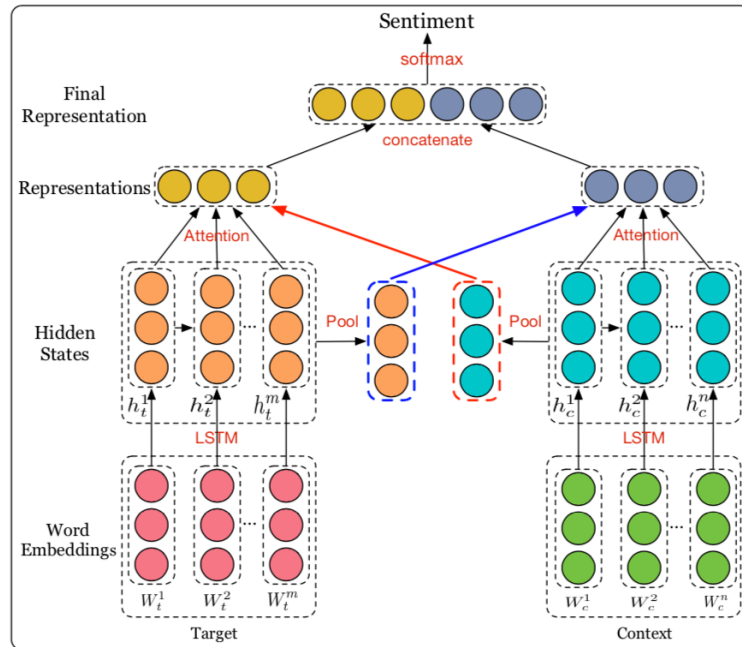 Sentiment
softmax
Final
Representation
concatenate
Representations
Attention
Attention
Hidden
States
Pool
Pool
...
...
h_t^1 h_t^2 h_t^m
h_c^1 h_c^2 h_c^n
LSTM
LSTM
Word
Embeddings
...
...
W_t^1 W_t^2 W_t^m
W_c^1 W_c^2 W_c^n
Target
Context